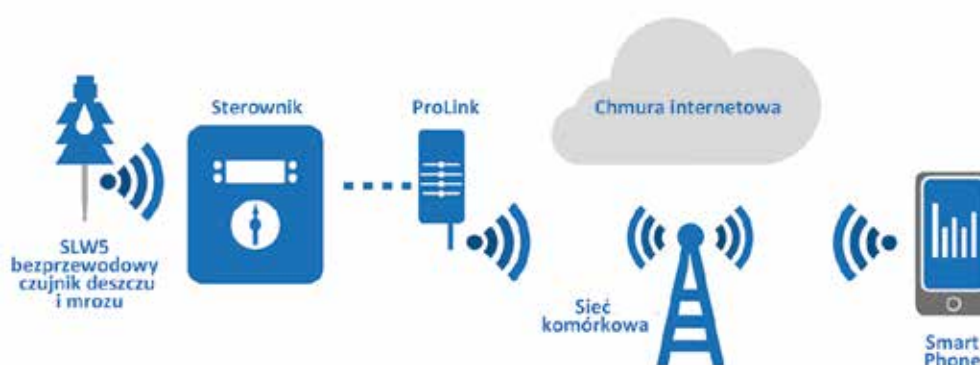 Sterownik
ProLink
Chmura internetowa
SLW5
bezprzewodowy
czujnik deszczu
i mrozu
Sieć
komórkowa
Smart
Phone